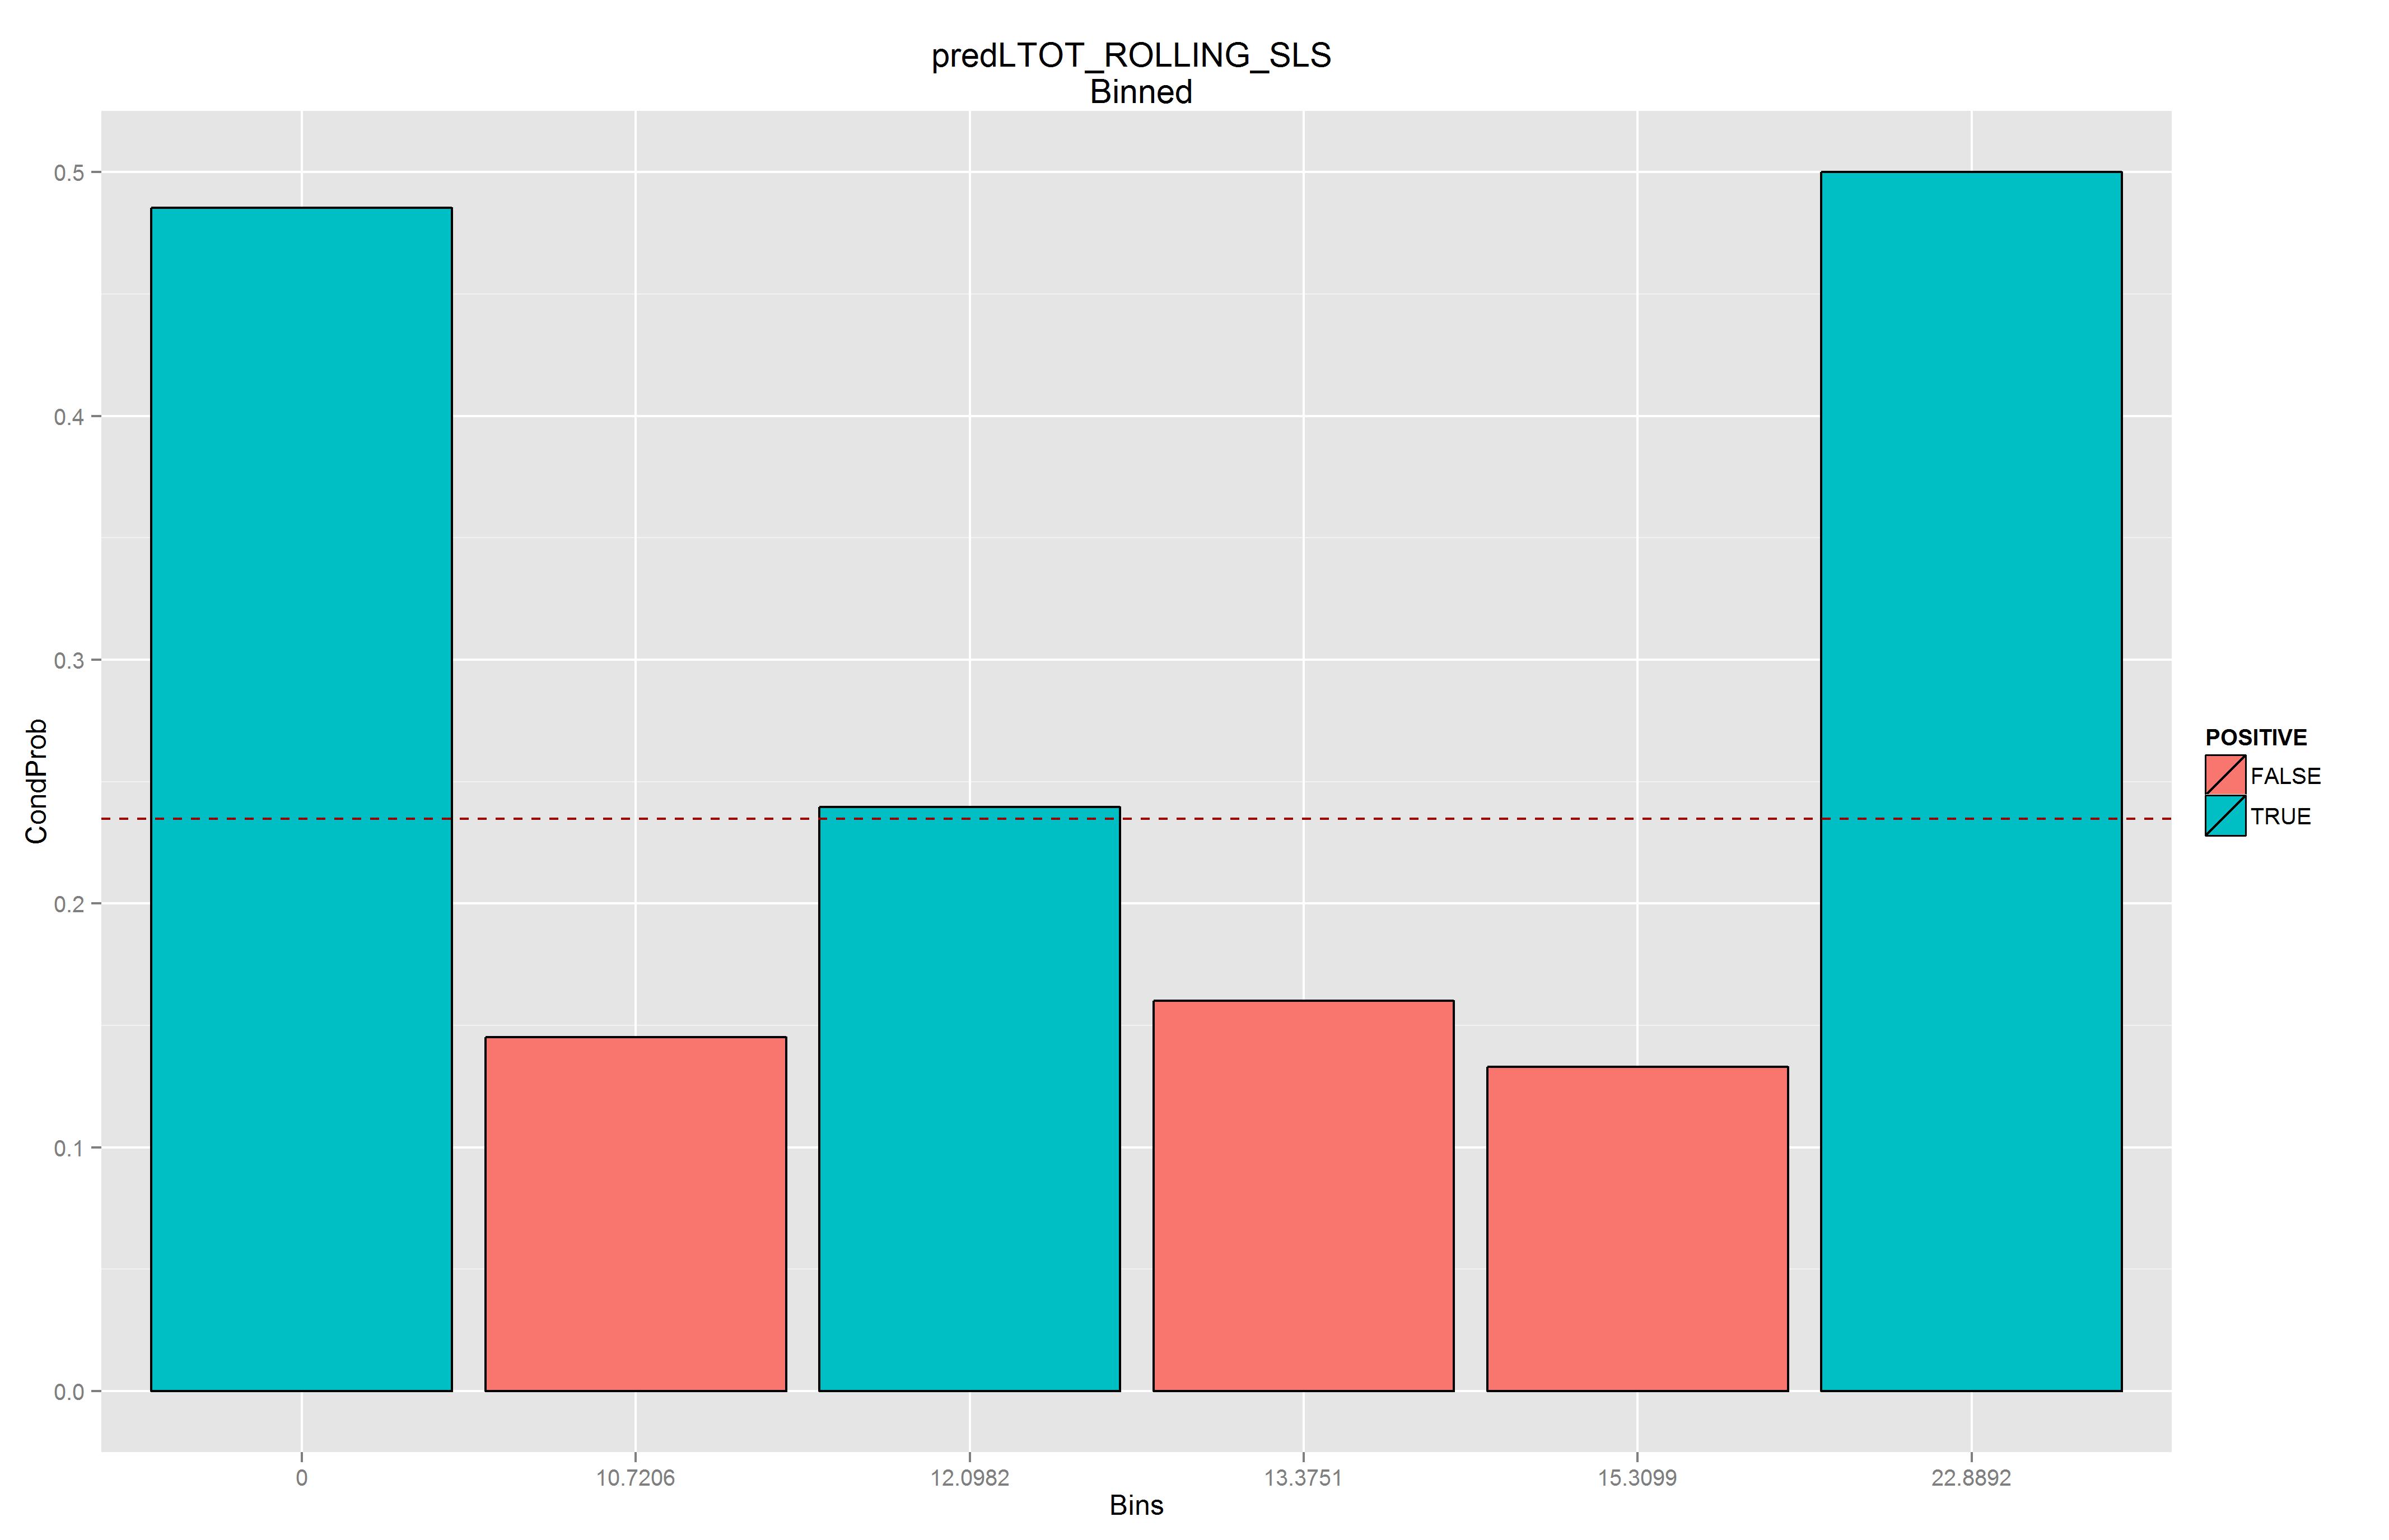 predLTOT_ROLLING_SLS
Binned
CondProb
0.5
0.4
0.3
0.2
0.1
0.0
0 10.7206 12.0982 13.3751 15.3099 22.8892
Bins
POSITIVE
FALSE
TRUE